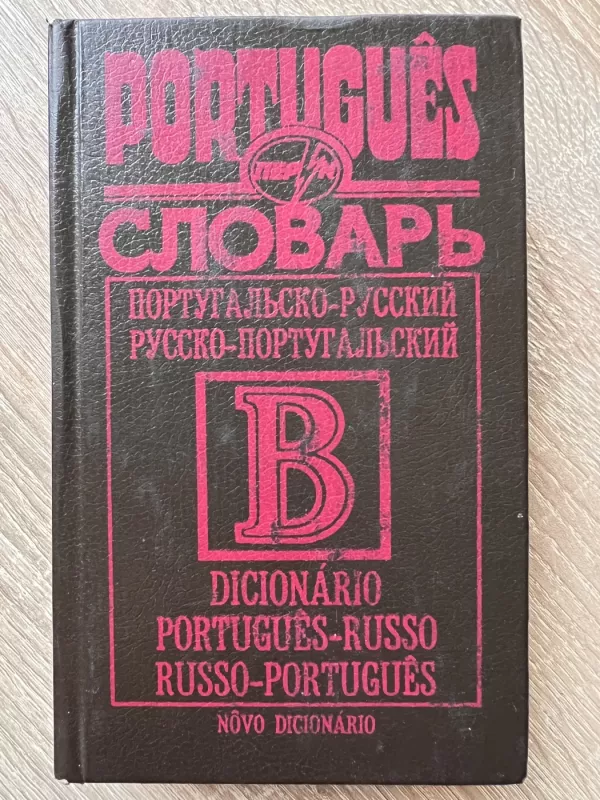 PORTUGUÊS
СЛОВАРЬ
ПОРТУГАЛЬСКО-РУССКИЙ
РУССКО-ПОРТУГАЛЬСКИЙ
B
DICIONÁRIO
PORTUGUÊS-RUSSO
RUSSO-PORTUGUÊS
NÔVO DICIONÁRIO